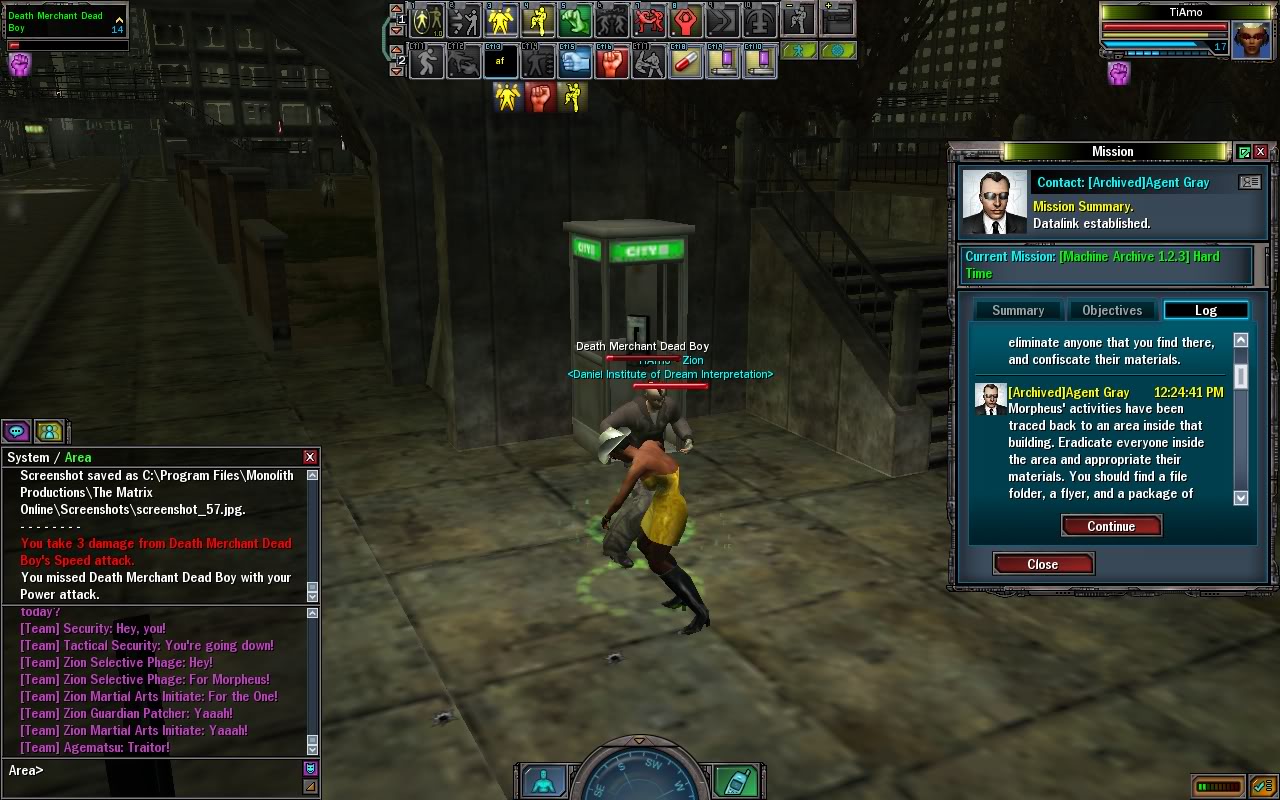 Death Merchant Dead
Boy
14
1
2
Ctrl af
TiAmo
17
Mission
Contact: [Archived]Agent Gray
Mission Summary.
Datalink established.
Current Mission: [Machine Archive 1.2.3] Hard
Time
Summary Objectives Log
eliminate anyone that you find there,
and confiscate their materials.
[Archived]Agent Gray 12:24:41 PM
Morpheus' activities have been
traced back to an area inside that
building. Eradicate everyone inside
the area and appropriate their
materials. You should find a file
folder, a flyer, and a package of
Continue
Close
CITY
CITY
Death Merchant Dead Boy
Zion
<Daniel Institute of Dream Interpretation>
System / Area
Screenshot saved as C:\Program Files\Monolith
Productions\The Matrix
Online\Screenshots\screenshot_57.jpg.
- - - - - - - -
You take 3 damage from Death Merchant Dead
Boy's Speed attack.
You missed Death Merchant Dead Boy with your
Power attack.
today?
[Team] Security: Hey, you!
[Team] Tactical Security: You're going down!
[Team] Zion Selective Phage: Hey!
[Team] Zion Selective Phage: For Morpheus!
[Team] Zion Martial Arts Initiate: For the One!
[Team] Zion Guardian Patcher: Yaaah!
[Team] Zion Martial Arts Initiate: Yaaah!
[Team] Agematsu: Traitor!
Area>
SE S SW W